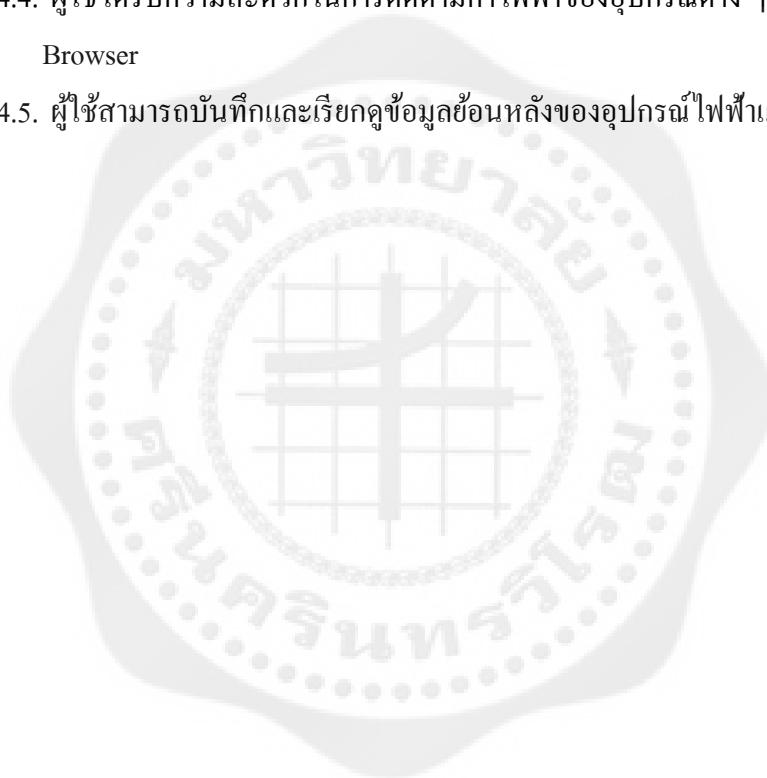 4.4. ผู้ใช้ได้รับความสะดวกในการติดตามค่าไฟฟ้าของอุปกรณ์ต่าง ๆ
Browser
4.5. ผู้ใช้สามารถบันทึกและเรียกดูข้อมูลย้อนหลังของอุปกรณ์ไฟฟ้า
มหาวิทยาลัย
ศรีนครินทรวิโรฒ